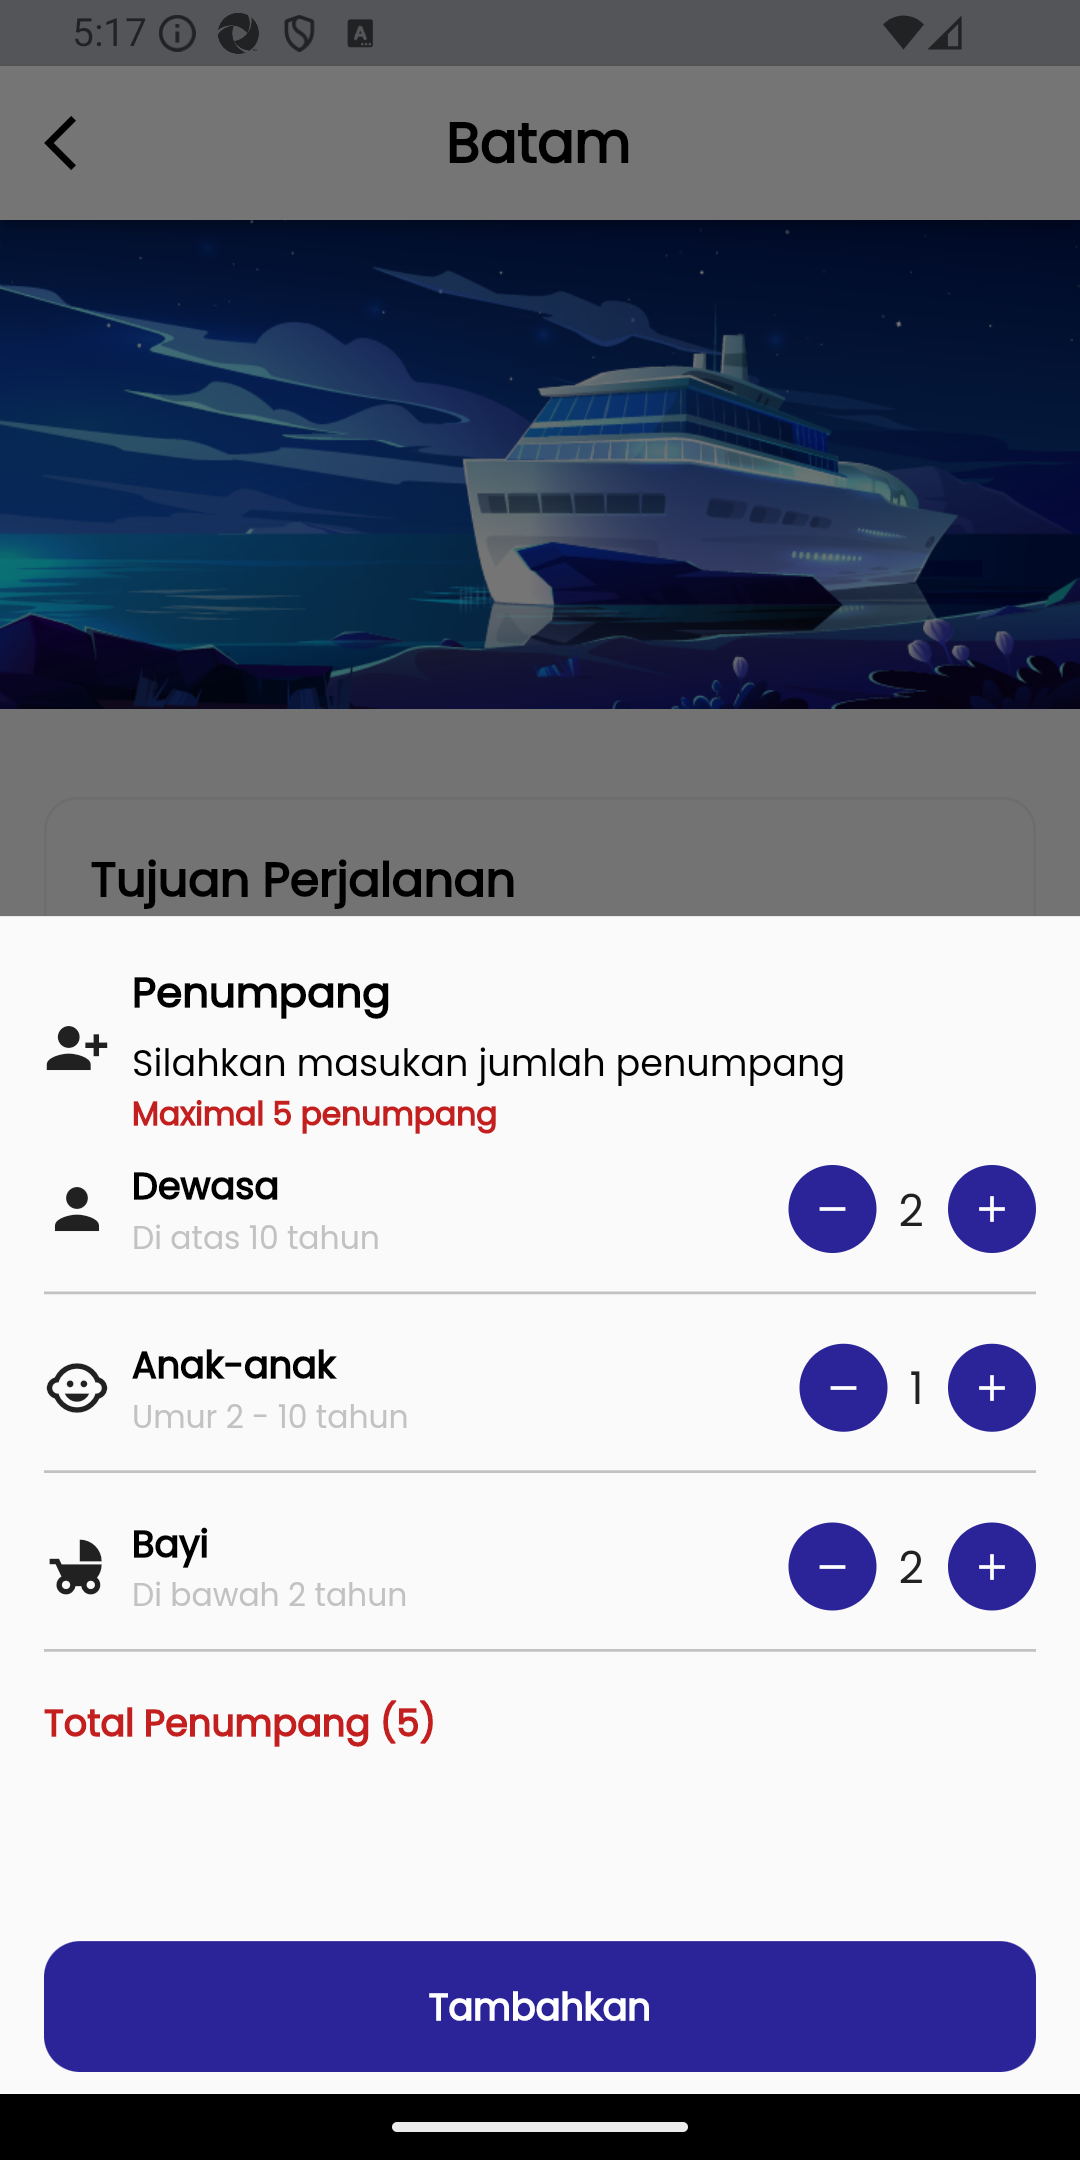 5:17
Batam
Tujuan Perjalanan
Penumpang
Silahkan masukan jumlah penumpang
Maximal 5 penumpang
Dewasa
Di atas 10 tahun
2
Anak-anak
Umur 2 - 10 tahun
1
Bayi
Di bawah 2 tahun
2
Total Penumpang (5)
Tambahkan